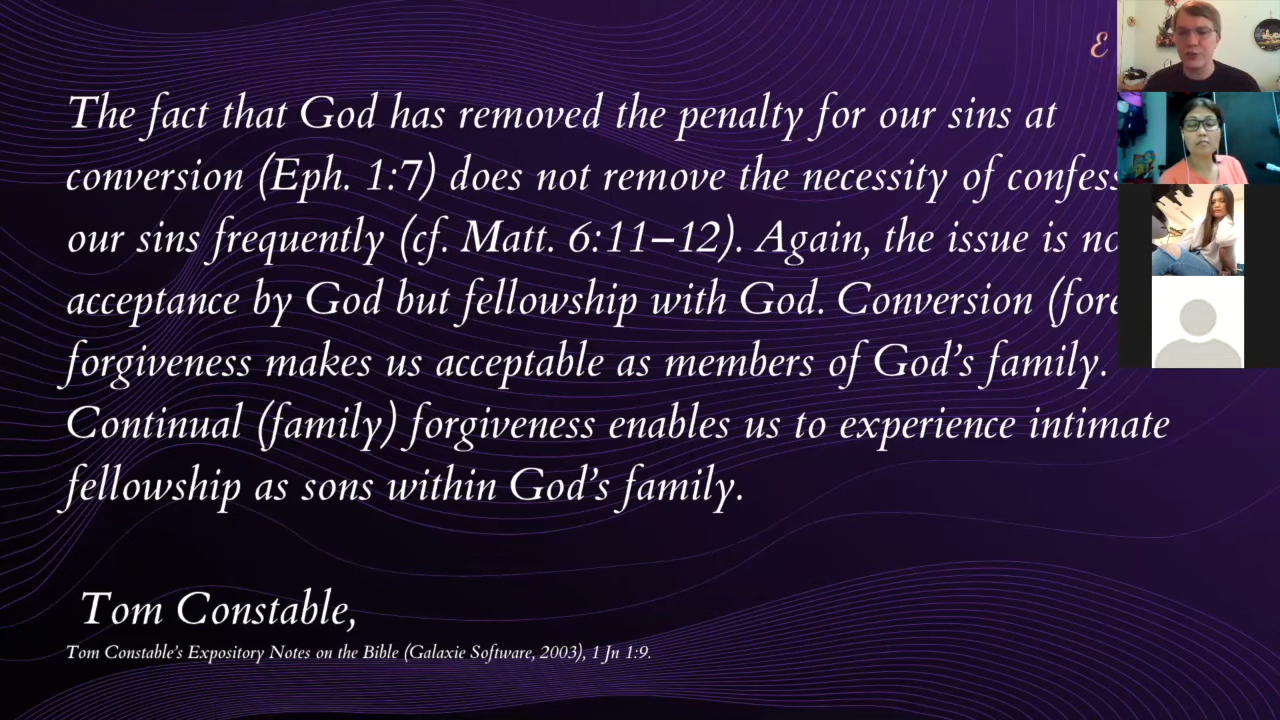 ε
The fact that God has removed the penalty for our sins at
conversion (Eph. 1:7) does not remove the necessity of confess
our sins frequently (cf. Matt. 6:11–12). Again, the issue is no
acceptance by God but fellowship with God. Conversion (fore
forgiveness makes us acceptable as members of God’s family.
Continual (family) forgiveness enables us to experience intimate
fellowship as sons within God’s family.
Tom Constable,
Tom Constable’s Expository Notes on the Bible (Galaxie Software, 2003), 1 Jn 1:9.